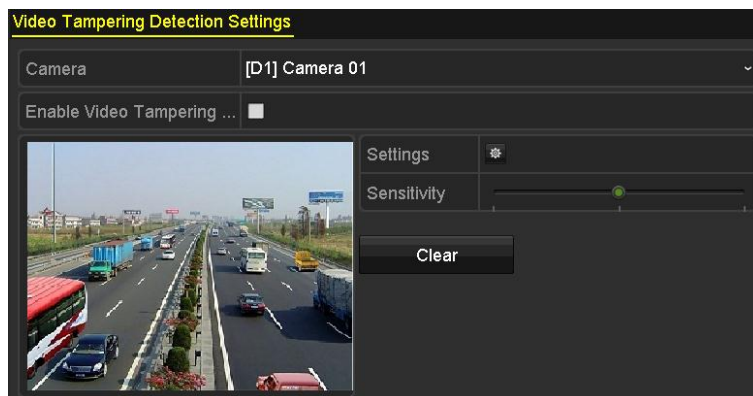 Video Tampering Detection Settings
Camera [D1] Camera 01
Enable Video Tampering ...
Settings
Sensitivity
Clear